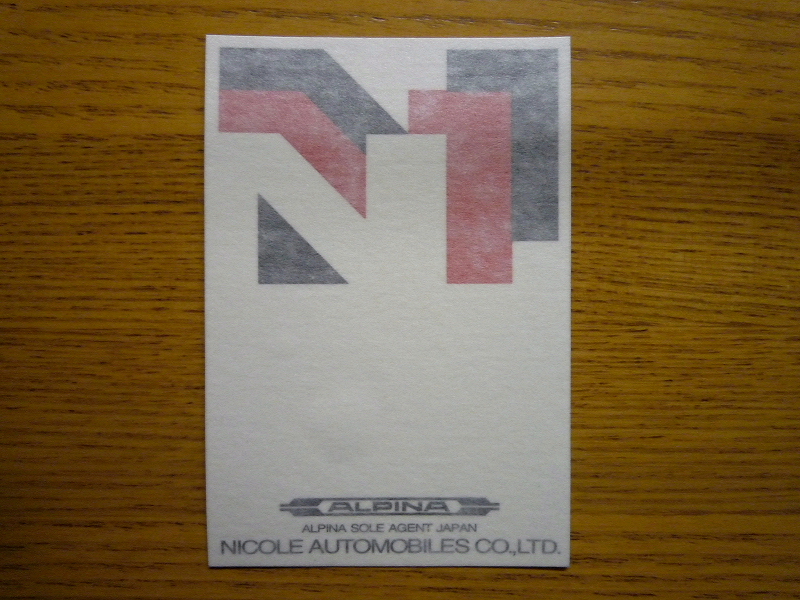 ALPINA
ALPINA SOLE AGENT JAPAN
NICOLE AUTOMOBILES CO.,LTD.